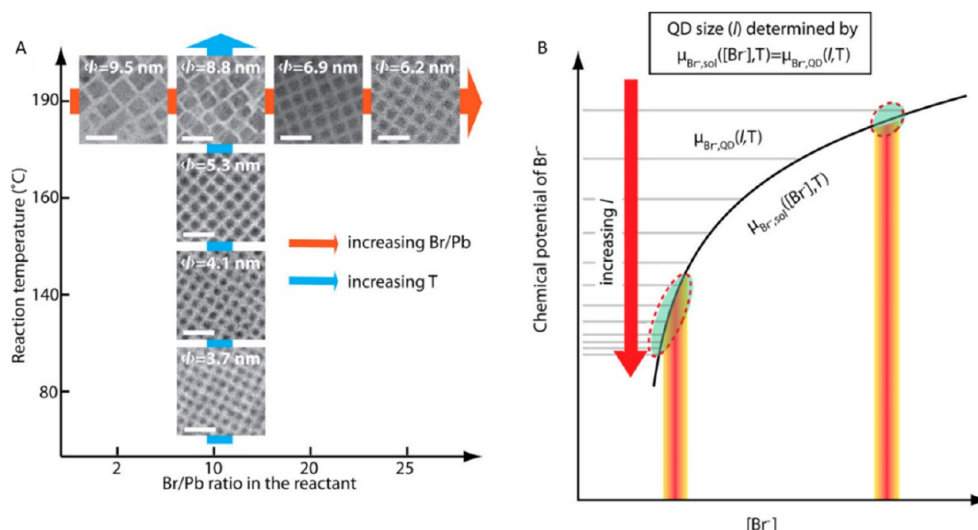 A
Φ=9.5 nm
Φ=8.8 nm
Φ=6.9 nm
Φ=6.2 nm
Φ=5.3 nm
Φ=4.1 nm
Φ=3.7 nm
190
160
140
80
Reaction temperature (°C)
increasing Br/Pb
increasing T
2
10
20
25
Br/Pb ratio in the reactant
B
QD size (l) determined by
μBr-,sol([Br-],T)=μBr-,QD(l,T)
Chemical potential of Br-
increasing l
μBr-,QD(l,T)
μBr-,sol([Br-],T)
[Br-]